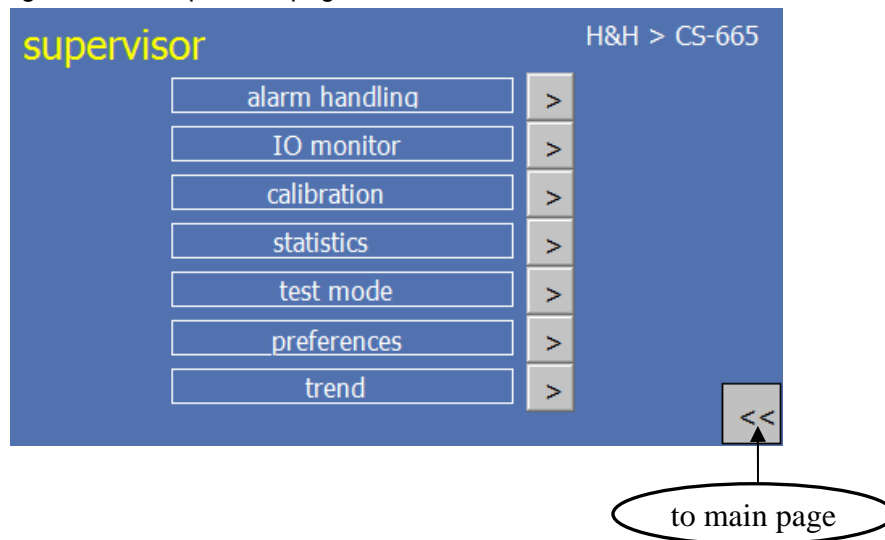 supervisor
H&H > CS-665
alarm handling >
IO monitor >
calibration >
statistics >
test mode >
preferences >
trend >
<<
to main page